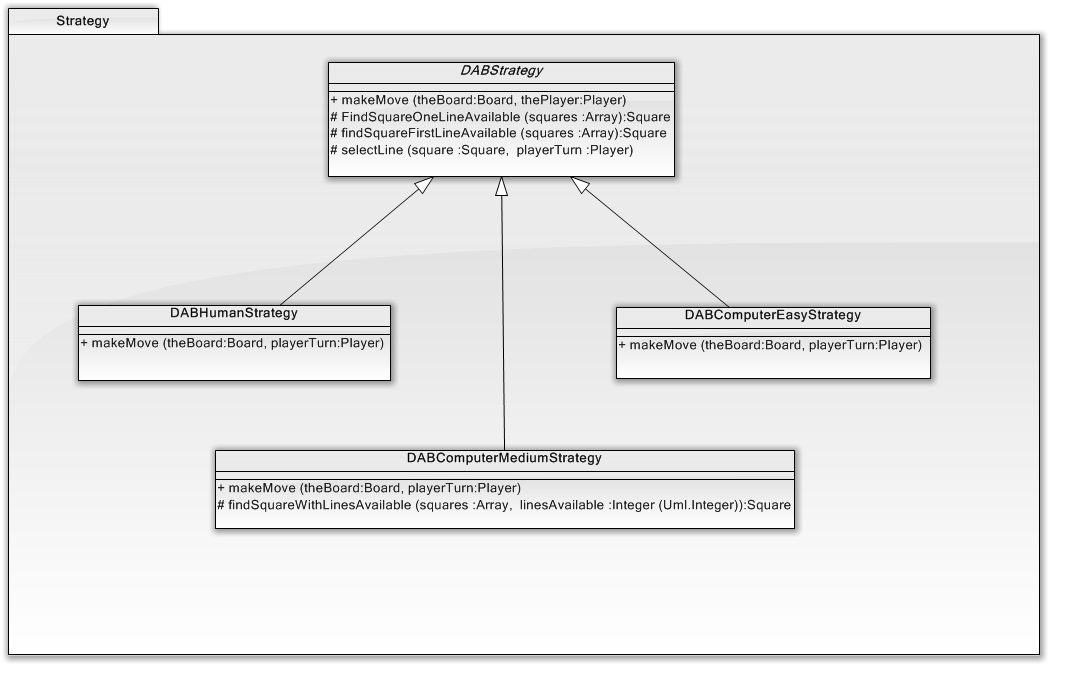 Strategy
DABStrategy
+ makeMove (theBoard:Board, thePlayer:Player)
# FindSquareOneLineAvailable (squares :Array):Square
# findSquareFirstLineAvailable (squares :Array):Square
# selectLine (square :Square, playerTurn :Player)
DABHumanStrategy
+ makeMove (theBoard:Board, playerTurn:Player)
DABComputerEasyStrategy
+ makeMove (theBoard:Board, playerTurn:Player)
DABComputerMediumStrategy
+ makeMove (theBoard:Board, playerTurn:Player)
# findSquareWithLinesAvailable (squares :Array, linesAvailable :Integer (Uml.Integer)):Square